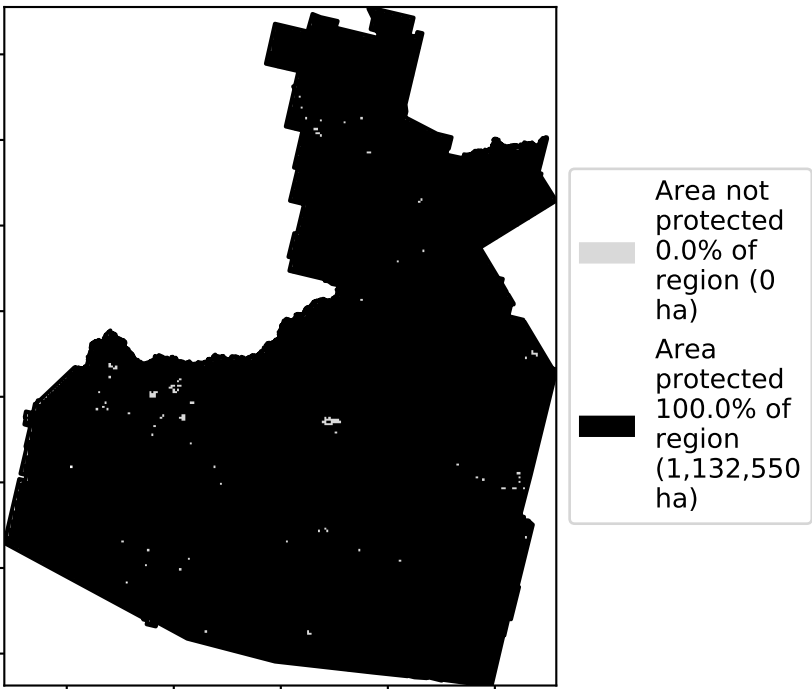 Area not
protected
0.0% of
region (0
ha)
Area
protected
100.0% of
region
(1,132,550
ha)